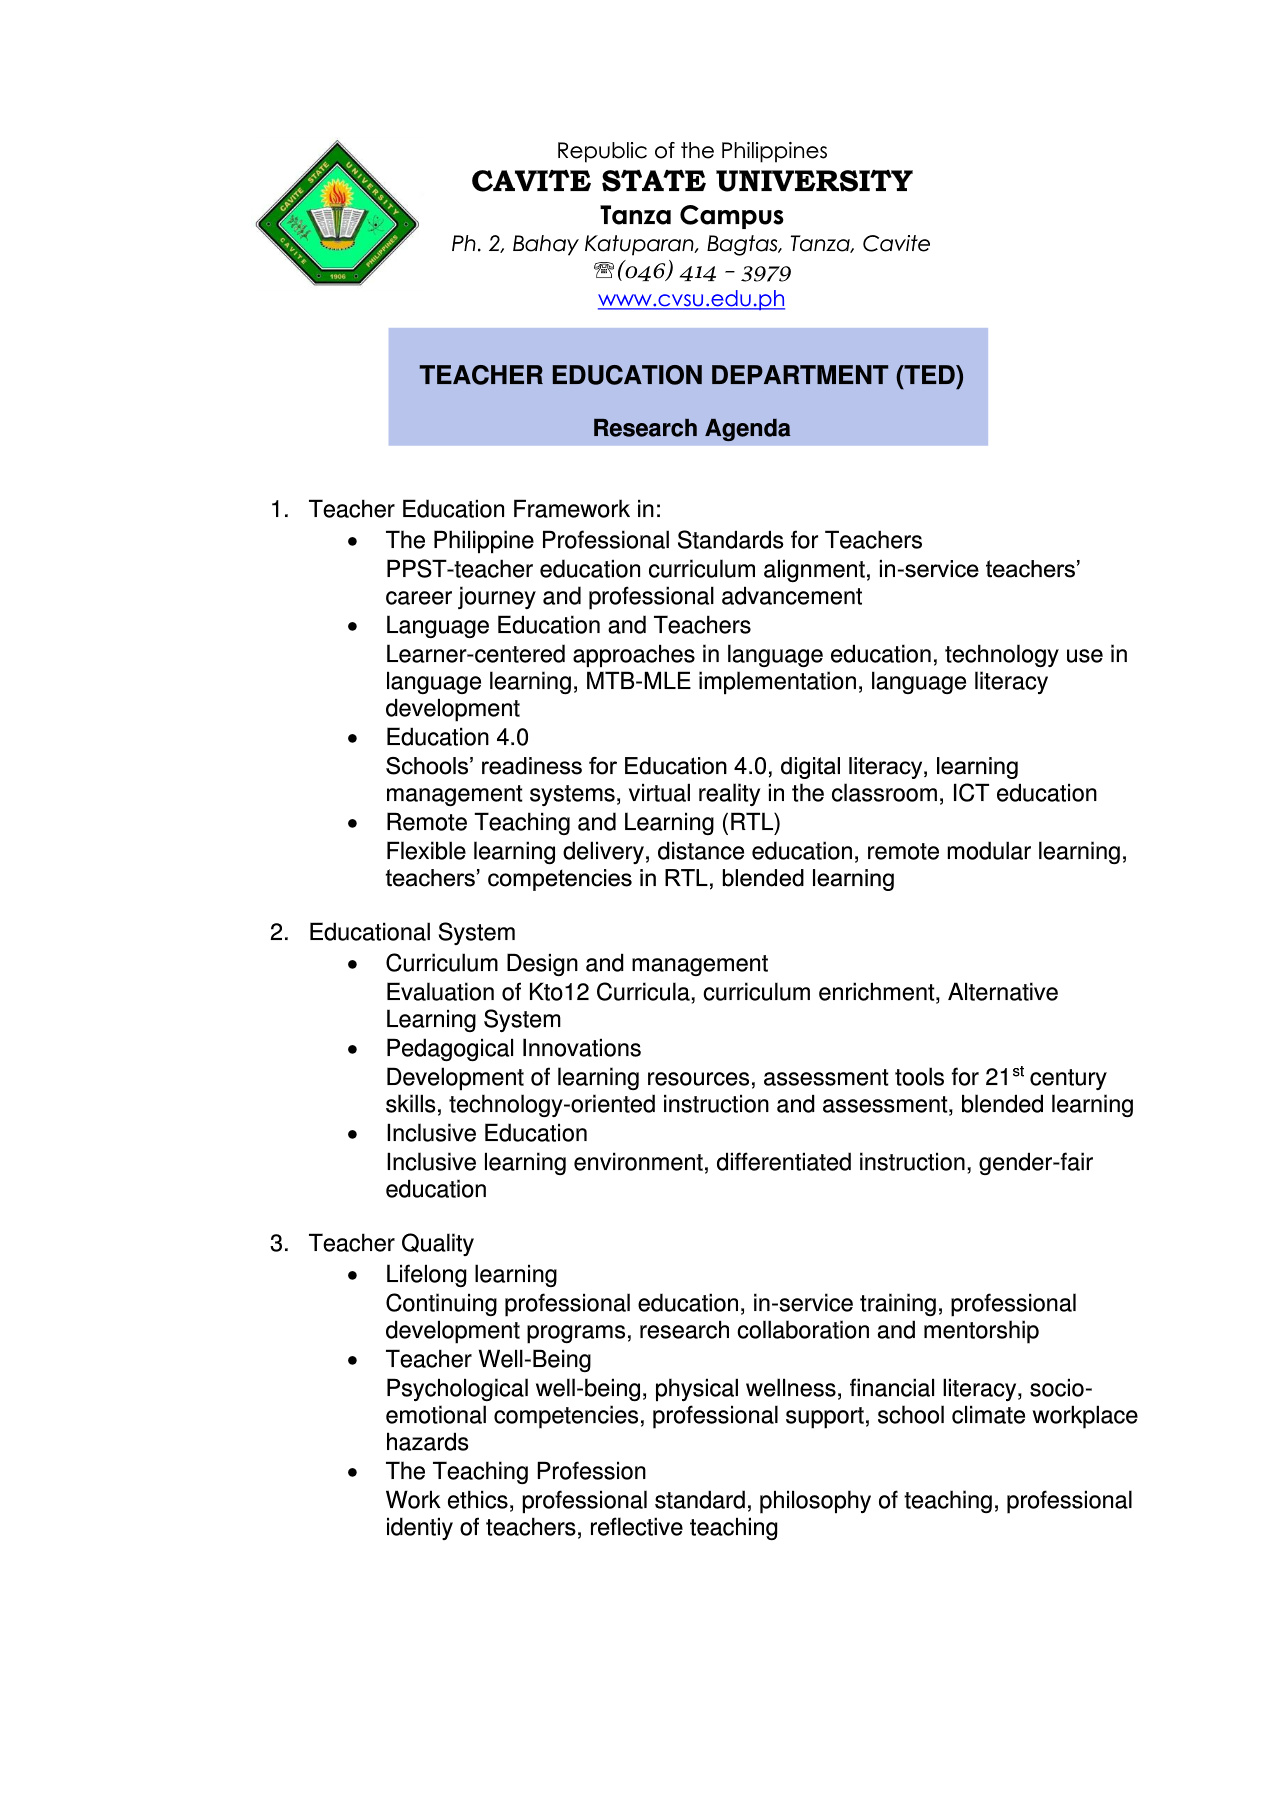 Republic of the Philippines
CAVITE STATE UNIVERSITY
Tanza Campus
Ph. 2, Bahay Katuparan, Bagtas, Tanza, Cavite
☏(046) 414 – 3979
www.cvsu.edu.ph
CAVITE STATE UNIVERSITY
CAVITE PHILIPPINES
1906
TEACHER EDUCATION DEPARTMENT (TED)
Research Agenda
1. Teacher Education Framework in:
• The Philippine Professional Standards for Teachers
PPST-teacher education curriculum alignment, in-service teachers’
career journey and professional advancement
• Language Education and Teachers
Learner-centered approaches in language education, technology use in
language learning, MTB-MLE implementation, language literacy
development
• Education 4.0
Schools’ readiness for Education 4.0, digital literacy, learning
management systems, virtual reality in the classroom, ICT education
• Remote Teaching and Learning (RTL)
Flexible learning delivery, distance education, remote modular learning,
teachers’ competencies in RTL, blended learning
2. Educational System
• Curriculum Design and management
Evaluation of Kto12 Curricula, curriculum enrichment, Alternative
Learning System
• Pedagogical Innovations
Development of learning resources, assessment tools for 21st century
skills, technology-oriented instruction and assessment, blended learning
• Inclusive Education
Inclusive learning environment, differentiated instruction, gender-fair
education
3. Teacher Quality
• Lifelong learning
Continuing professional education, in-service training, professional
development programs, research collaboration and mentorship
• Teacher Well-Being
Psychological well-being, physical wellness, financial literacy, socio-
emotional competencies, professional support, school climate workplace
hazards
• The Teaching Profession
Work ethics, professional standard, philosophy of teaching, professional
identiy of teachers, reflective teaching